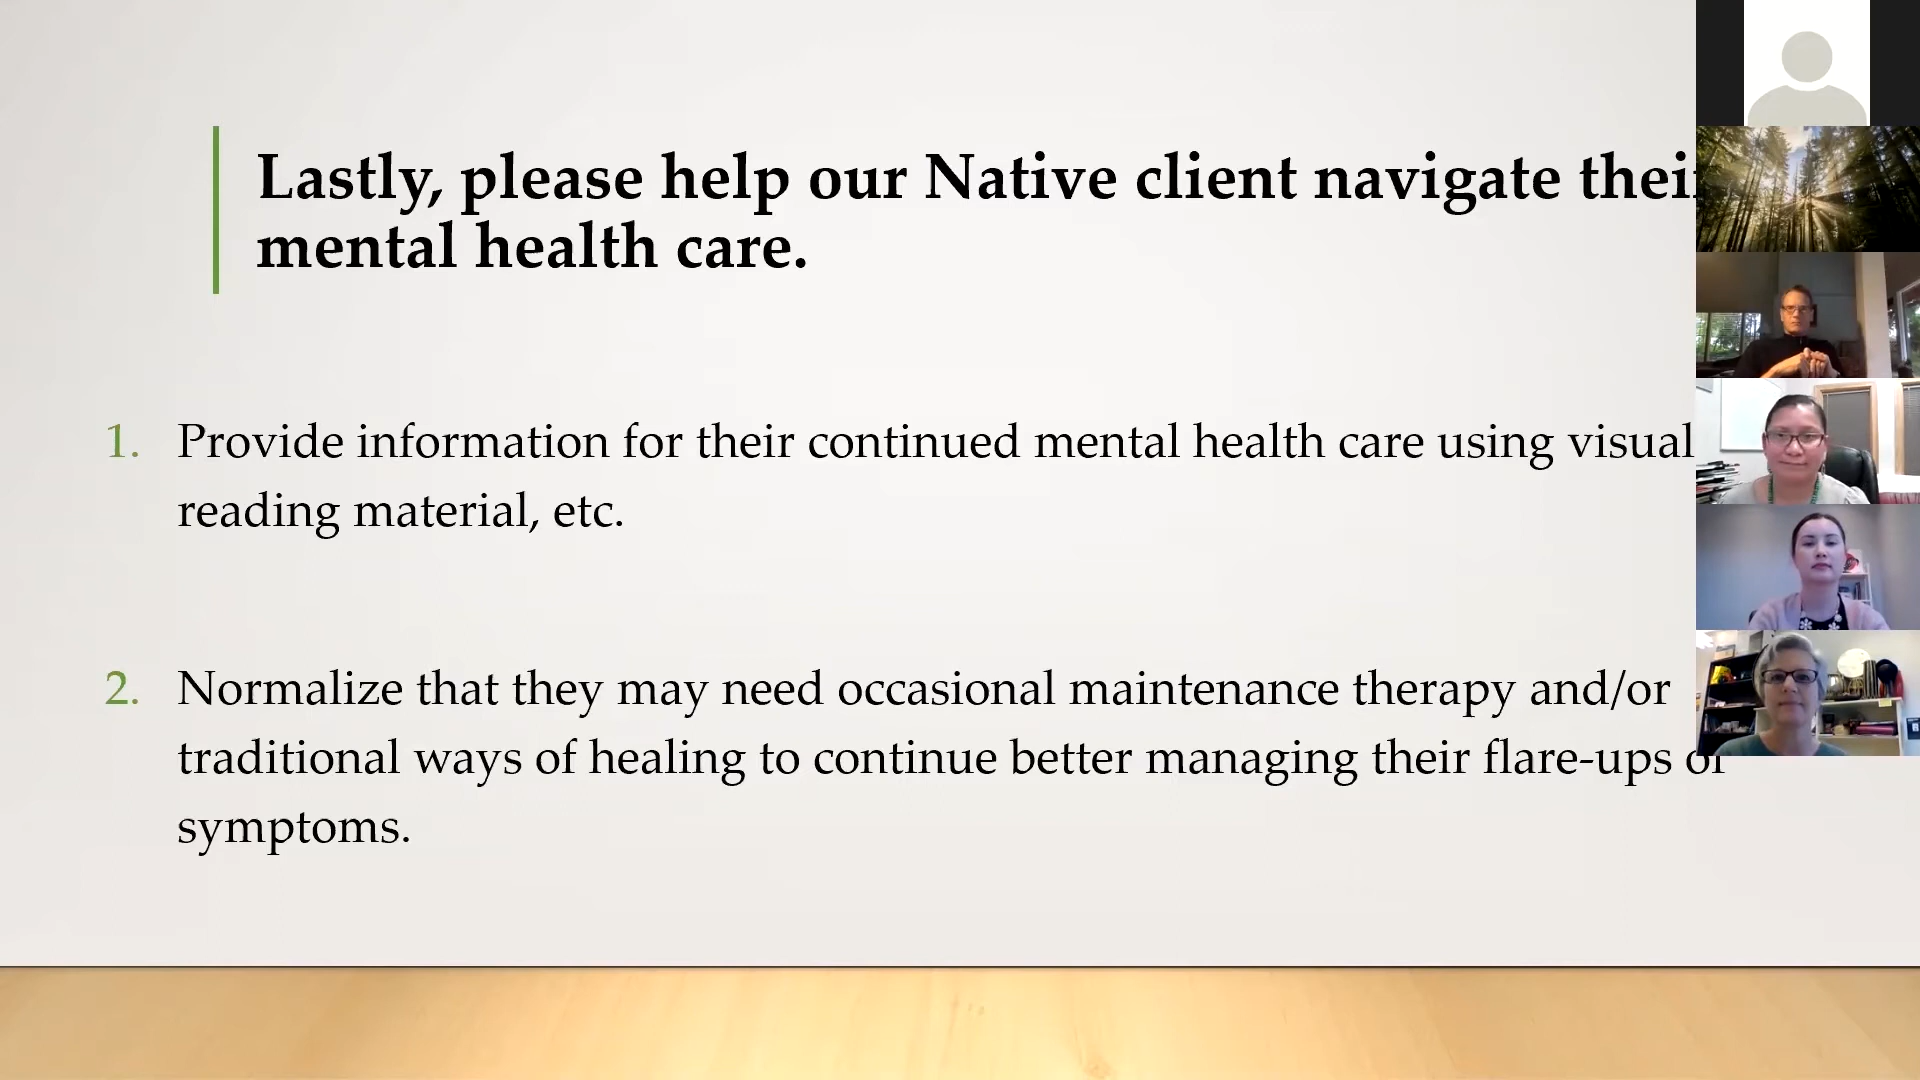 Lastly, please help our Native client navigate their
mental health care.
1. Provide information for their continued mental health care using visual
reading material, etc.
2. Normalize that they may need occasional maintenance therapy and/or
traditional ways of healing to continue better managing their flare-ups of
symptoms.